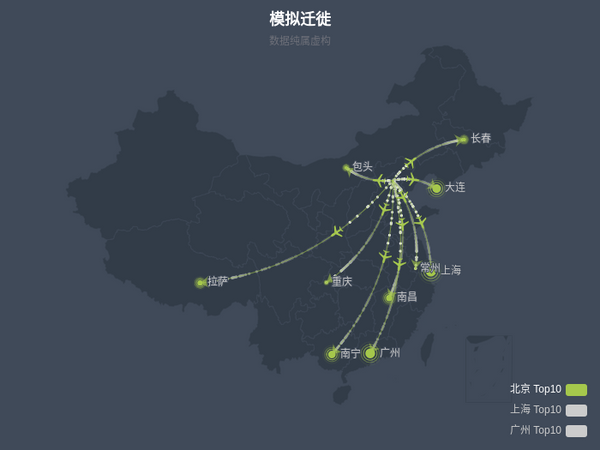 模拟迁徙
数据纯属虚构
长春
包头
大连
拉萨
重庆
常州
上海
南昌
南宁
广州
北京 Top10
上海 Top10
广州 Top10